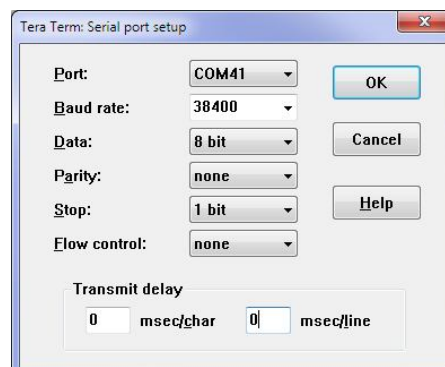 Tera Term: Serial port setup
Port: COM41 OK
Baud rate: 38400
Data: 8 bit Cancel
Parity: none
Stop: 1 bit Help
Flow control: none
Transmit delay
0 msec/char 0 msec/line